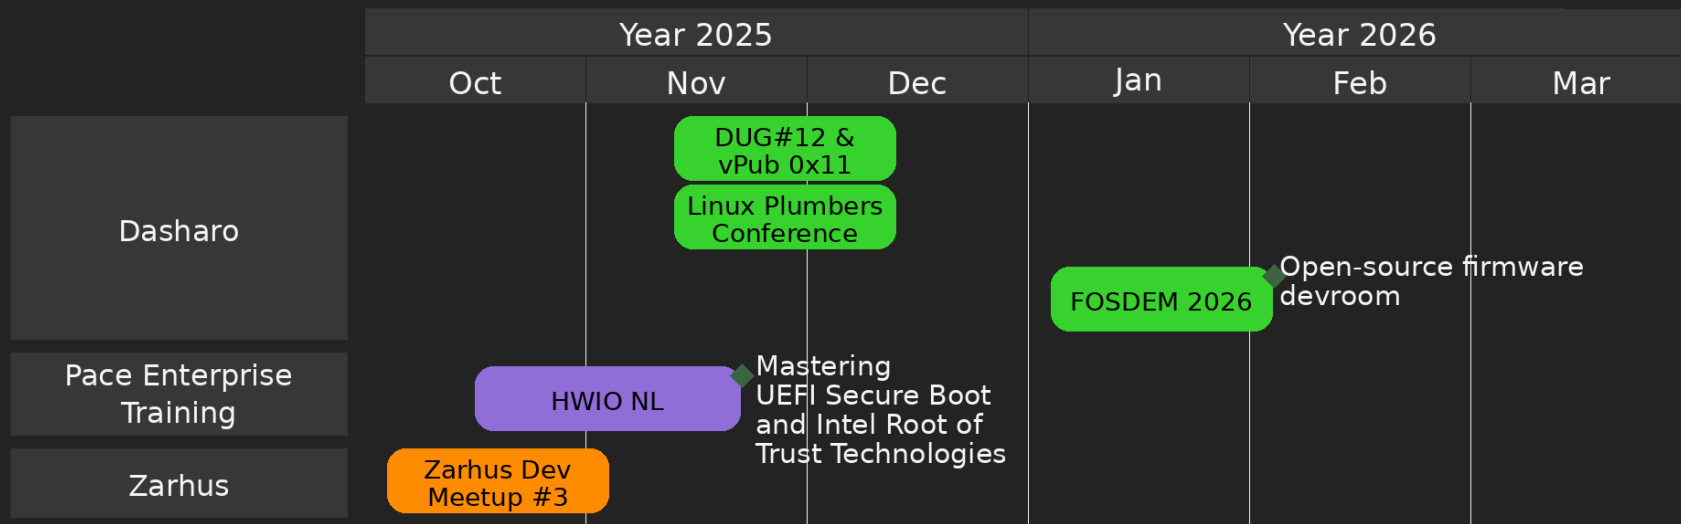 Year 2025
Year 2026
Oct
Nov
Dec
Jan
Feb
Mar
Dasharo
DUG#12 &
vPub 0x11
Linux Plumbers
Conference
FOSDEM 2026
Open-source firmware
devroom
Pace Enterprise
Training
HWIO NL
Mastering
UEFI Secure Boot
and Intel Root of
Trust Technologies
Zarhus
Zarhus Dev
Meetup #3